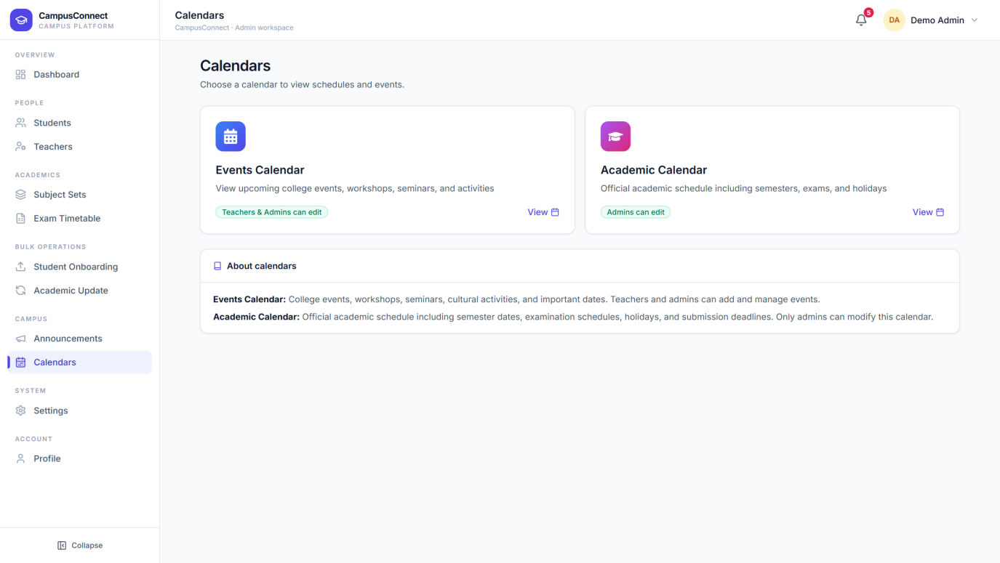 CampusConnect
CAMPUS PLATFORM
OVERVIEW
Dashboard
PEOPLE
Students
Teachers
ACADEMICS
Subject Sets
Exam Timetable
BULK OPERATIONS
Student Onboarding
Academic Update
CAMPUS
Announcements
Calendars
SYSTEM
Settings
ACCOUNT
Profile
Collapse
Calendars
CampusConnect · Admin workspace
5
DA
Demo Admin
Calendars
Choose a calendar to view schedules and events.
Events Calendar
View upcoming college events, workshops, seminars, and activities
Teachers & Admins can edit
View
Academic Calendar
Official academic schedule including semesters, exams, and holidays
Admins can edit
View
About calendars
Events Calendar: College events, workshops, seminars, cultural activities, and important dates. Teachers and admins can add and manage events.
Academic Calendar: Official academic schedule including semester dates, examination schedules, holidays, and submission deadlines. Only admins can modify this calendar.